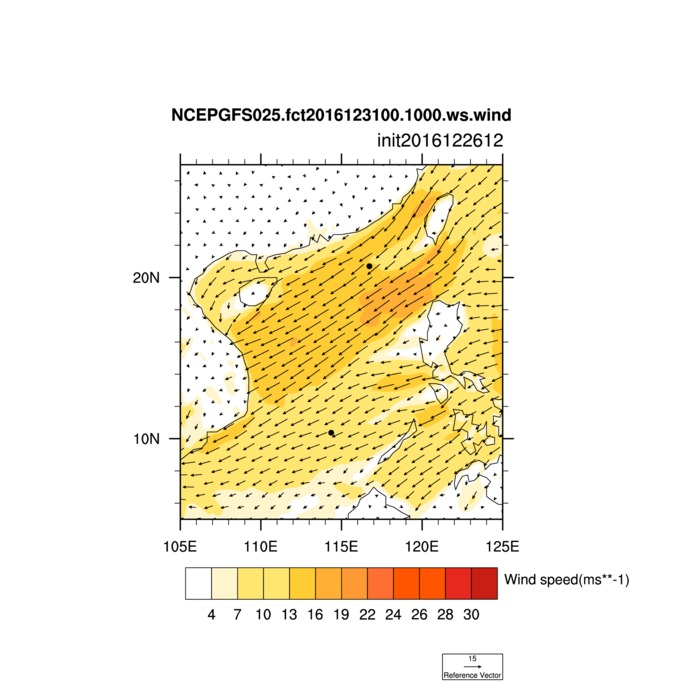 NCEPGFS025.fct2016123100.1000.ws.wind
init2016122612
20N
10N
105E 110E 115E 120E 125E
Wind speed(ms**-1)
4 7 10 13 16 19 22 24 26 28 30
15
Reference Vector